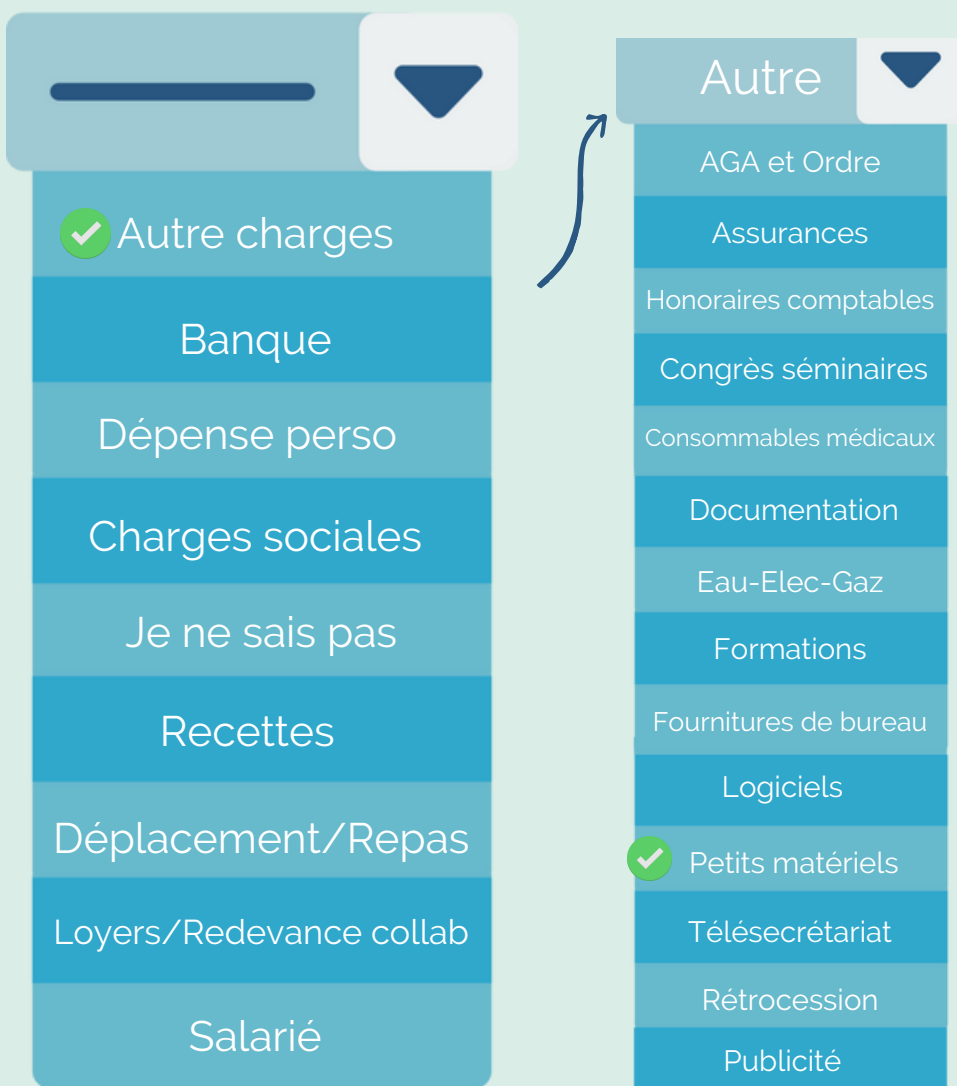 Autre charges
Banque
Dépense perso
Charges sociales
Je ne sais pas
Recettes
Déplacement/Repas
Loyers/Redevance collab
Salarié
Autre
AGA et Ordre
Assurances
Honoraires comptables
Congrès séminaires
Consommables médicaux
Documentation
Eau-Elec-Gaz
Formations
Fournitures de bureau
Logiciels
Petits matériels
Télésecrétariat
Rétrocession
Publicité